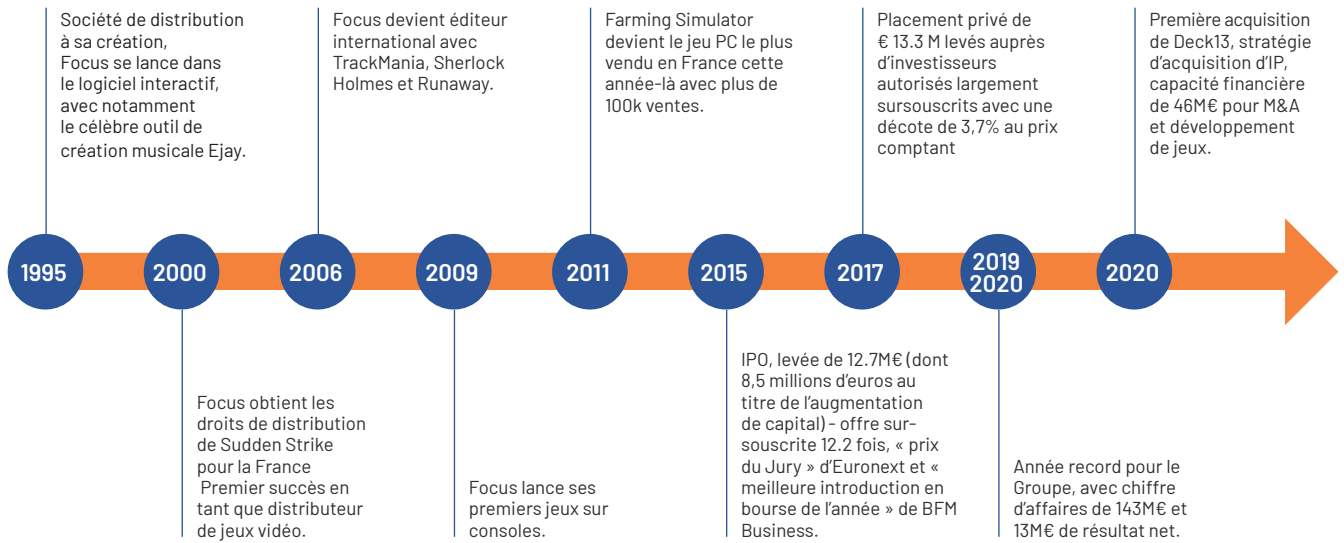 Société de distribution
à sa création,
Focus se lance dans
le logiciel interactif,
avec notamment
le célèbre outil de
création musicale Ejay.
Focus devient éditeur
international avec
TrackMania, Sherlock
Holmes et Runaway.
Farming Simulator
devient le jeu PC le plus
vendu en France cette
année-là avec plus de
100k ventes.
Placement privé de
€ 13.3 M levés auprès
d'investisseurs
autorisés largement
sursouscrits avec une
décote de 3,7% au prix
comptant
Première acquisition
de Deck13, stratégie
d'acquisition d'IP,
capacité financière
de 46M€ pour M&A
et développement
de jeux.
1995
2000
2006
2009
2011
2015
2017
2019
2020
2020
Focus obtient les
droits de distribution
de Sudden Strike
pour la France
Premier succès en
tant que distributeur
de jeux vidéo.
Focus lance ses
premiers jeux sur
consoles.
IPO, levée de 12.7M€ (dont
8,5 millions d'euros au
titre de l'augmentation
de capital) - offre sur-
souscrite 12.2 fois, « prix
du Jury » d'Euronext et «
meilleure introduction en
bourse de l'année » de BFM
Business.
Année record pour le
Groupe, avec chiffre
d'affaires de 143M€ et
13M€ de résultat net.